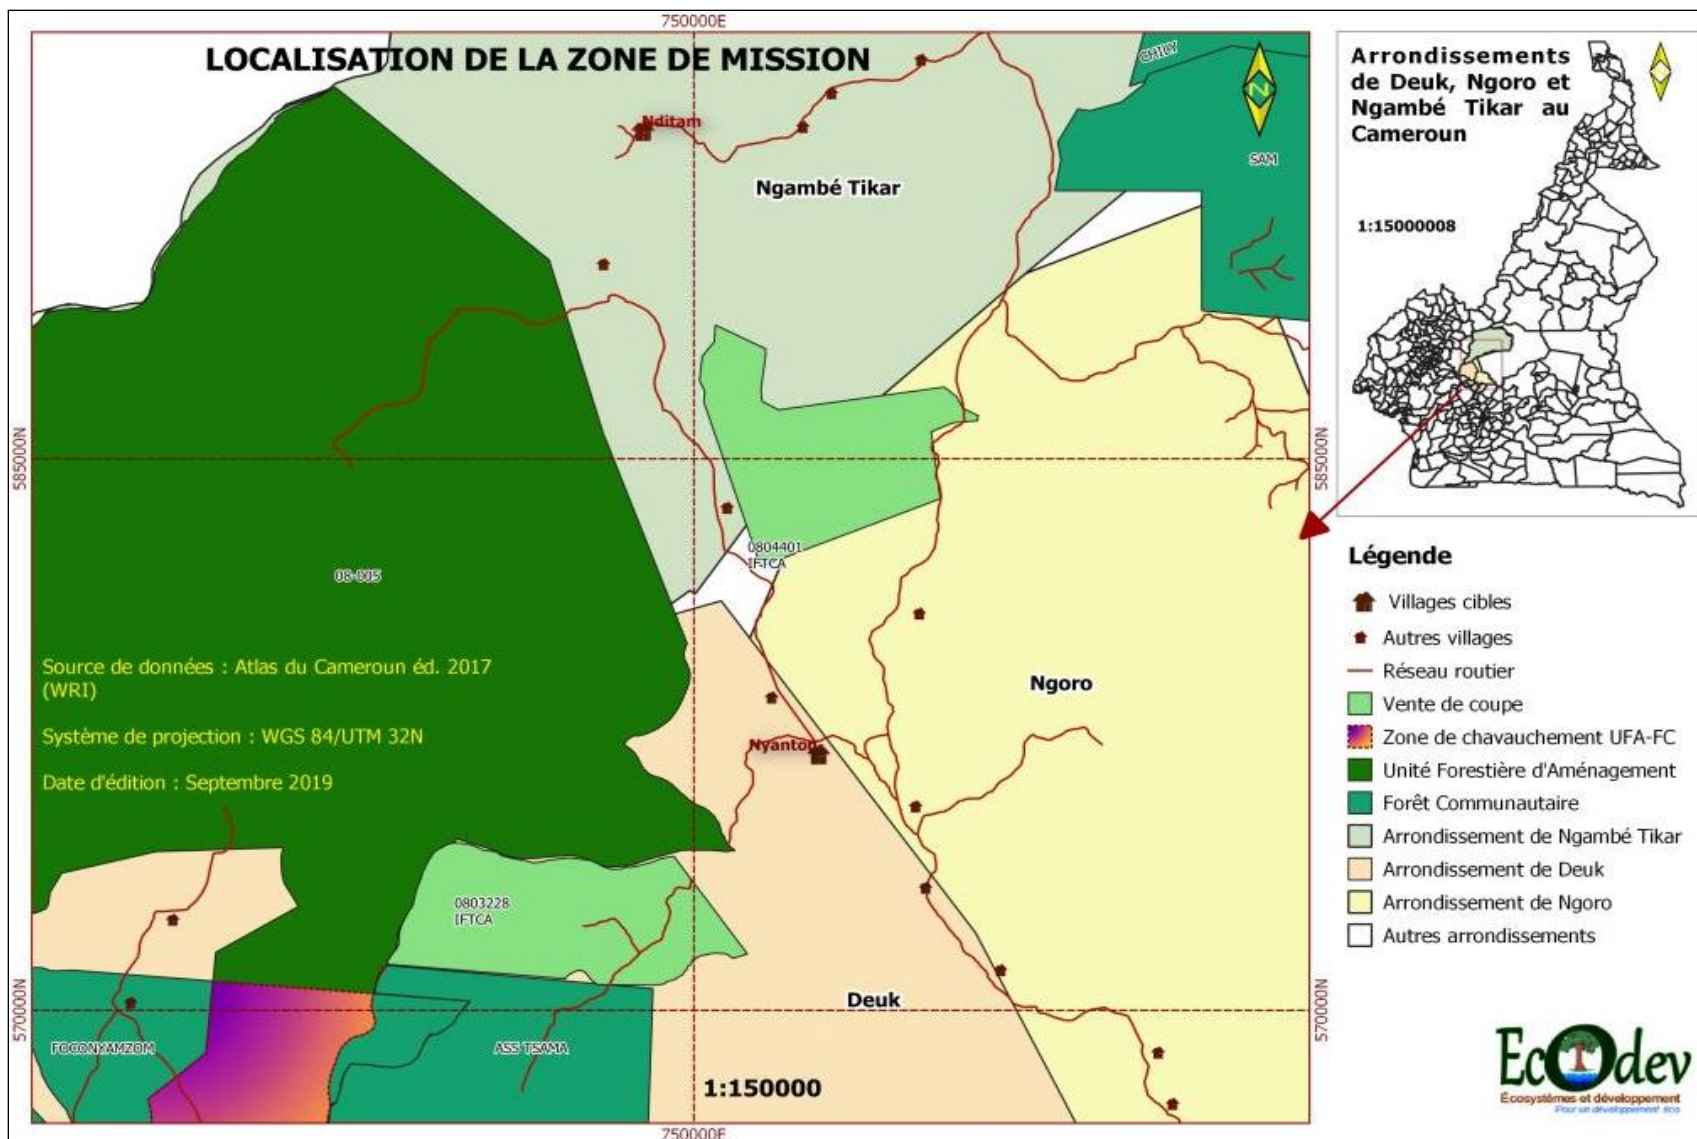 750000E
LOCALISATION DE LA ZONE DE MISSION
CHILY
SAM
N
Nditam
Ngambé Tikar
585000N
585000N
0804401
IFTCA
08-005
Source de données : Atlas du Cameroun éd. 2017
(WRI)
Système de projection : WGS 84/UTM 32N
Date d'édition : Septembre 2019
Ngoro
Nyanton
0803228
IFTCA
Deuk
570000N
570000N
FOCONYAMZOM
ASS TSAMA
1:150000
750000E
Arrondissements
de Deuk, Ngoro et
Ngambé Tikar au
Cameroun
1:15000008
Légende
Villages cibles
Autres villages
Réseau routier
Vente de coupe
Zone de chavauchement UFA-FC
Unité Forestière d'Aménagement
Forêt Communautaire
Arrondissement de Ngambé Tikar
Arrondissement de Deuk
Arrondissement de Ngoro
Autres arrondissements
EcOdev
Écosystèmes et développement
Pour un développement éco